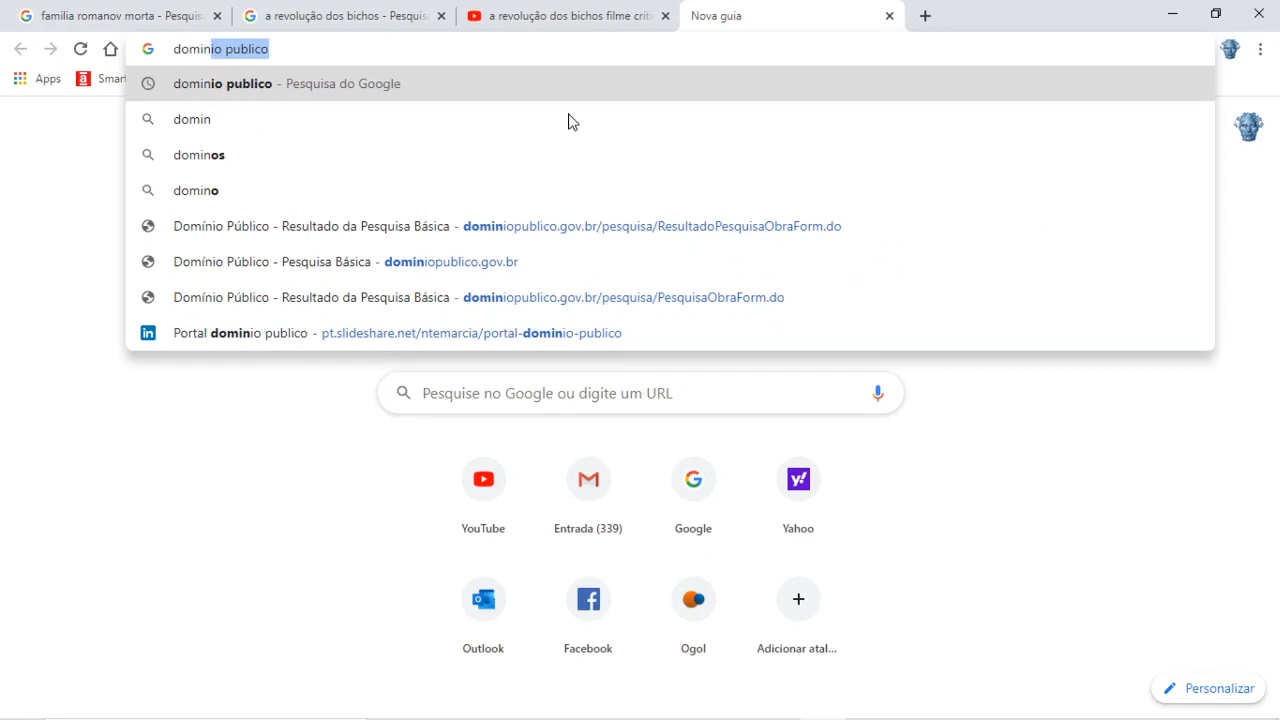 familia romanov morta - Pesquis
a revolução dos bichos - Pesquis
a revolução dos bichos filme crit
Nova guia
dominio publico
Apps
Smar
dominio publico - Pesquisa do Google
domin
dominos
domino
Domínio Público - Resultado da Pesquisa Básica - dominiopublico.gov.br/pesquisa/ResultadoPesquisaObraForm.do
Domínio Público - Pesquisa Básica - dominiopublico.gov.br
Domínio Público - Resultado da Pesquisa Básica - dominiopublico.gov.br/pesquisa/PesquisaObraForm.do
Portal dominio publico - pt.slideshare.net/ntemarcia/portal-dominio-publico
Pesquise no Google ou digite um URL
YouTube
Entrada (339)
Google
Yahoo
Outlook
Facebook
Ogol
Adicionar atal...
Personalizar